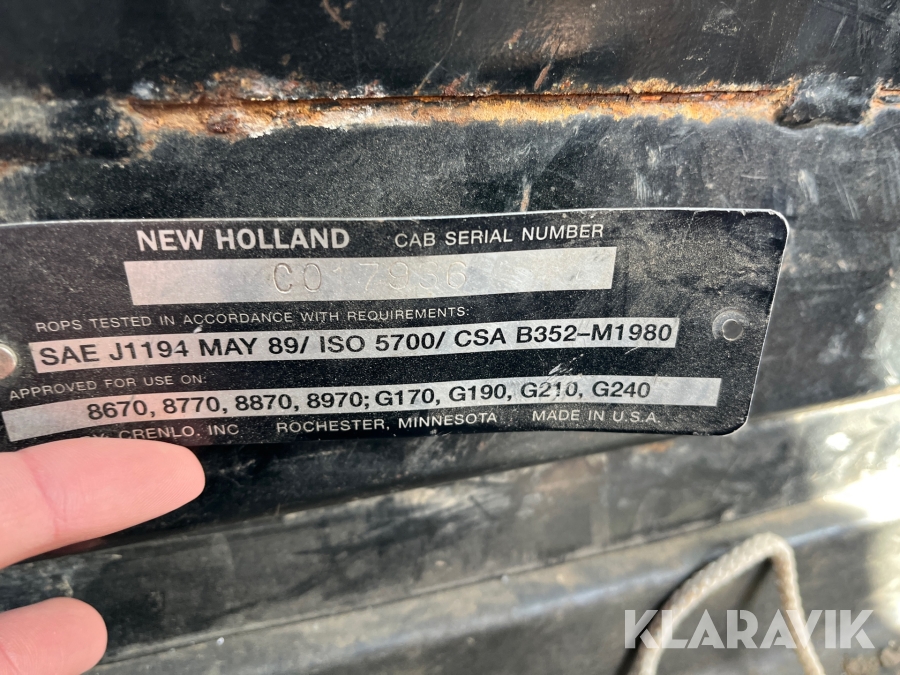 NEW HOLLAND CAB SERIAL NUMBER
C017956
ROPS TESTED IN ACCORDANCE WITH REQUIREMENTS:
SAE J1194 MAY 89/ ISO 5700/ CSA B352-M1980
APPROVED FOR USE ON:
8670, 8770, 8870, 8970; G170, G190, G210, G240
CRENLO, INC ROCHESTER, MINNESOTA MADE IN U.S.A.
KLARAVIK